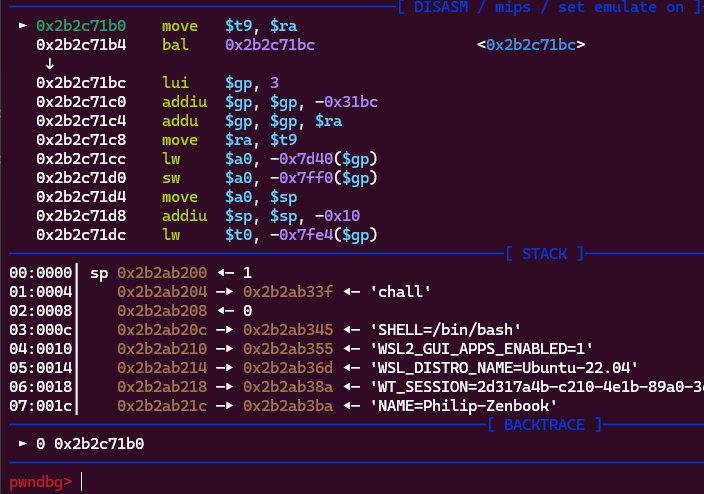 [ DISASM / mips / set emulate on ]
► 0x2b2c71b0 move $t9, $ra
0x2b2c71b4 bal 0x2b2c71bc <0x2b2c71bc>
↓
0x2b2c71bc lui $gp, 3
0x2b2c71c0 addiu $gp, $gp, -0x31bc
0x2b2c71c4 addu $gp, $gp, $ra
0x2b2c71c8 move $ra, $t9
0x2b2c71cc lw $a0, -0x7d40($gp)
0x2b2c71d0 sw $a0, -0x7ff0($gp)
0x2b2c71d4 move $a0, $sp
0x2b2c71d8 addiu $sp, $sp, -0x10
0x2b2c71dc lw $t0, -0x7fe4($gp)
[ STACK ]
00:0000│ sp 0x2b2ab200 ◂— 1
01:0004│ 0x2b2ab204 —▸ 0x2b2ab33f ◂— 'chall'
02:0008│ 0x2b2ab208 ◂— 0
03:000c│ 0x2b2ab20c —▸ 0x2b2ab345 ◂— 'SHELL=/bin/bash'
04:0010│ 0x2b2ab210 —▸ 0x2b2ab355 ◂— 'WSL2_GUI_APPS_ENABLED=1'
05:0014│ 0x2b2ab214 —▸ 0x2b2ab36d ◂— 'WSL_DISTRO_NAME=Ubuntu-22.04'
06:0018│ 0x2b2ab218 —▸ 0x2b2ab38a ◂— 'WT_SESSION=2d317a4b-c210-4e1b-89a0-3
07:001c│ 0x2b2ab21c —▸ 0x2b2ab3ba ◂— 'NAME=Philip-Zenbook'
[ BACKTRACE ]
► 0 0x2b2c71b0
pwndbg>